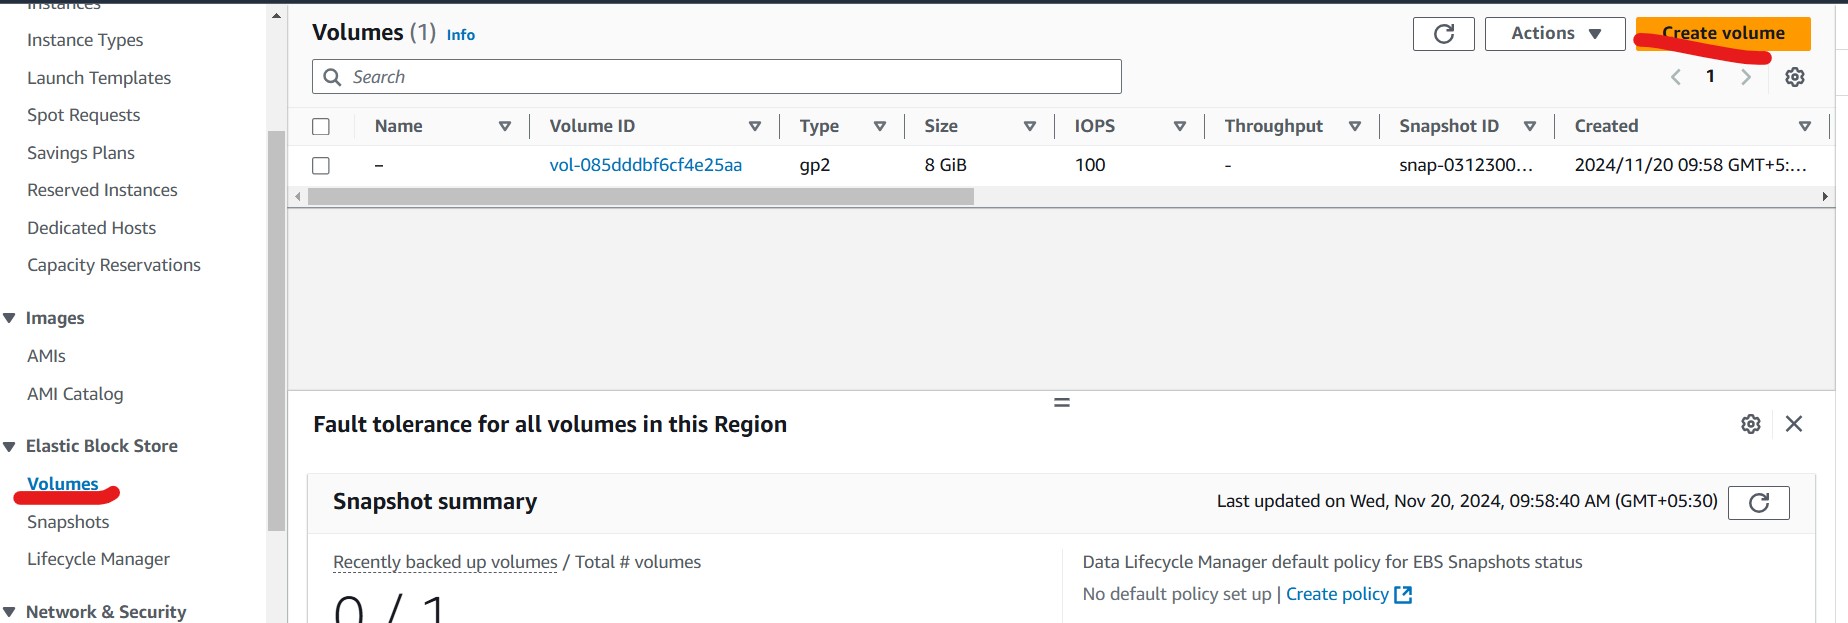 Instances
Instance Types
Launch Templates
Spot Requests
Savings Plans
Reserved Instances
Dedicated Hosts
Capacity Reservations
Images
AMIs
AMI Catalog
Elastic Block Store
Volumes
Snapshots
Lifecycle Manager
Network & Security
Volumes (1) Info
Actions
Create volume
Search
1
Name Volume ID Type Size IOPS Throughput Snapshot ID Created
– vol-085dddbf6cf4e25aa gp2 8 GiB 100 - snap-0312300... 2024/11/20 09:58 GMT+5:...
Fault tolerance for all volumes in this Region
Snapshot summary
Last updated on Wed, Nov 20, 2024, 09:58:40 AM (GMT+05:30)
Recently backed up volumes / Total # volumes
0 / 1
Data Lifecycle Manager default policy for EBS Snapshots status
No default policy set up | Create policy